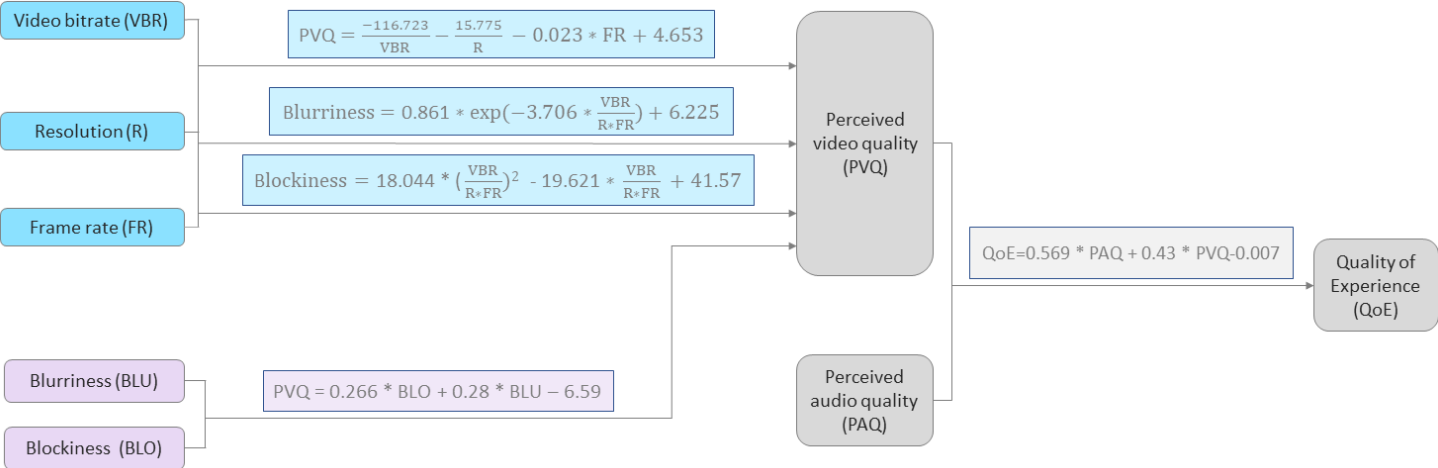 Video bitrate (VBR)
PVQ = −116.723/VBR − 15.775/R − 0.023 ∗ FR + 4.653
Resolution (R)
Blurriness = 0.861 ∗ exp(−3.706 ∗ VBR/R∗FR) + 6.225
Blockiness = 18.044 * (VBR/R∗FR)² - 19.621 ∗ VBR/R∗FR + 41.57
Frame rate (FR)
Perceived
video quality
(PVQ)
QoE=0.569 * PAQ + 0.43 * PVQ-0.007
Quality of
Experience
(QoE)
Blurriness (BLU)
PVQ = 0.266 * BLO + 0.28 * BLU – 6.59
Blockiness (BLO)
Perceived
audio quality
(PAQ)